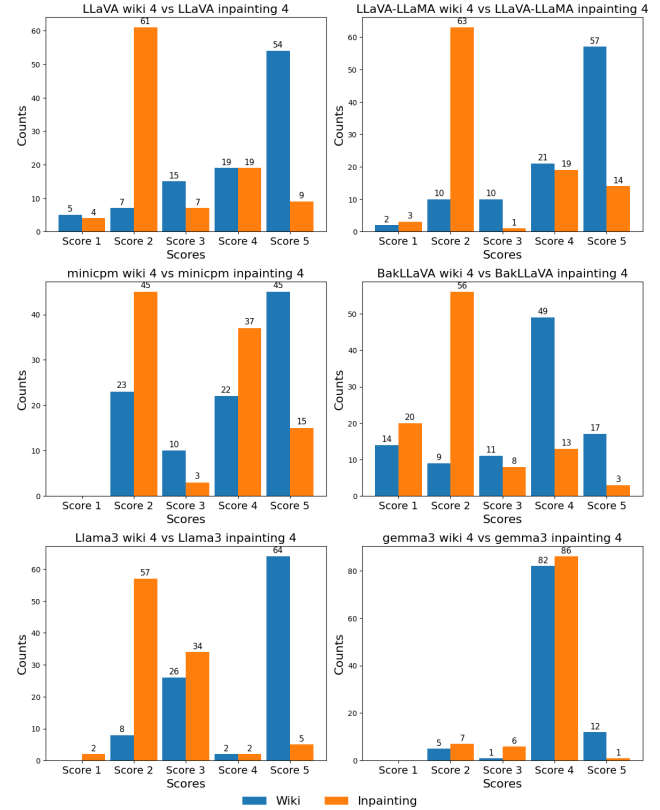 LLaVA wiki 4 vs LLaVA inpainting 4
61
54
19 19
15
5 4 7 7 9
60
50
40
30
20
10
0
Counts
Score 1 Score 2 Score 3 Score 4 Score 5
Scores
LLaVA-LLaMA wiki 4 vs LLaVA-LLaMA inpainting 4
63
57
21 19
10 10 14
2 3 1
60
50
40
30
20
10
0
Counts
Score 1 Score 2 Score 3 Score 4 Score 5
Scores
minicpm wiki 4 vs minicpm inpainting 4
45 45
37
23 22
15
10
3
40
30
20
10
0
Counts
Score 1 Score 2 Score 3 Score 4 Score 5
Scores
BakLLaVA wiki 4 vs BakLLaVA inpainting 4
56
49
20
14 9 11 8 13 17 3
50
40
30
20
10
0
Counts
Score 1 Score 2 Score 3 Score 4 Score 5
Scores
Llama3 wiki 4 vs Llama3 inpainting 4
64
57
34
26
2 8 2 2 5
60
50
40
30
20
10
0
Counts
Score 1 Score 2 Score 3 Score 4 Score 5
Scores
gemma3 wiki 4 vs gemma3 inpainting 4
82 86
5 7 1 6 12 1
80
60
40
20
0
Counts
Score 1 Score 2 Score 3 Score 4 Score 5
Scores
Wiki Inpainting